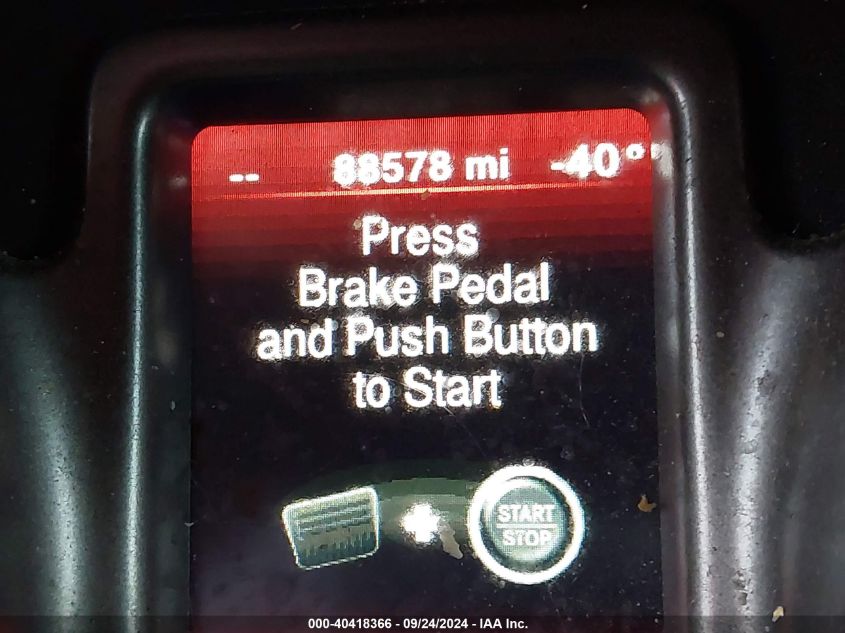 -- 88578 mi -40°
Press
Brake Pedal
and Push Button
to Start
START
STOP
000-40418366 - 09/24/2024 - IAA Inc.